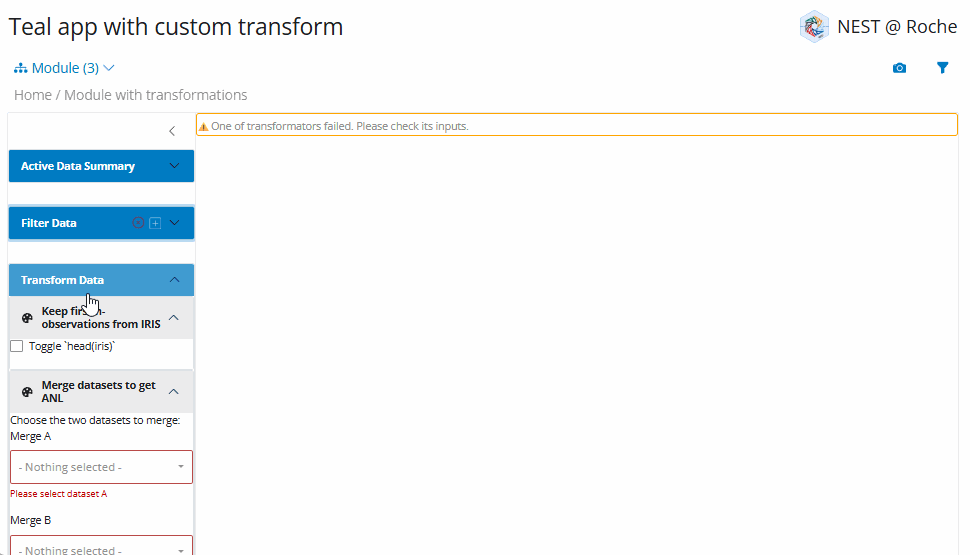 Teal app with custom transform
NEST @ Roche
Module (3)
Home / Module with transformations
One of transformators failed. Please check its inputs.
Active Data Summary
Filter Data
Transform Data
Keep
observations from IRIS
Toggle `head(iris)`
Merge datasets to get
ANL
Choose the two datasets to merge:
Merge A
- Nothing selected -
Please select dataset A
Merge B
- Nothing selected -